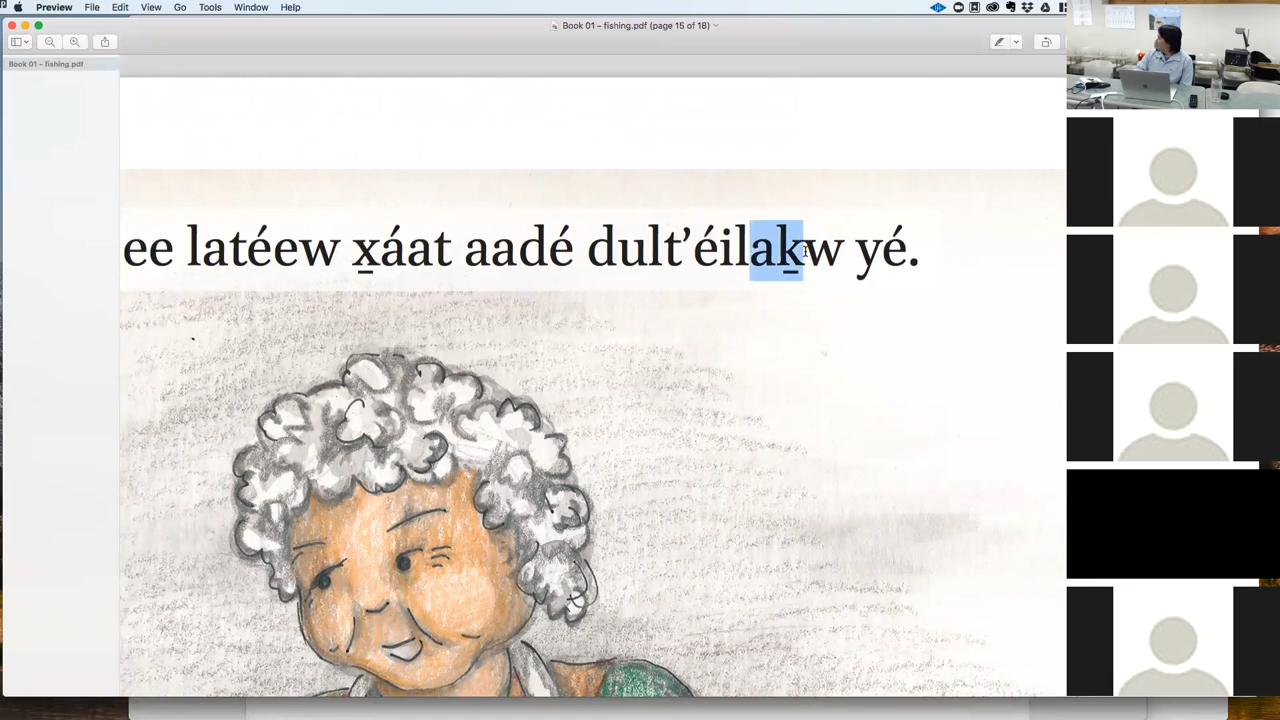 Preview File Edit View Go Tools Window Help
Book 01 – fishing.pdf (page 15 of 18)
Book 01 – fishing.pdf
ee latéew x̱áat aadé dult’éilaḵw yé.